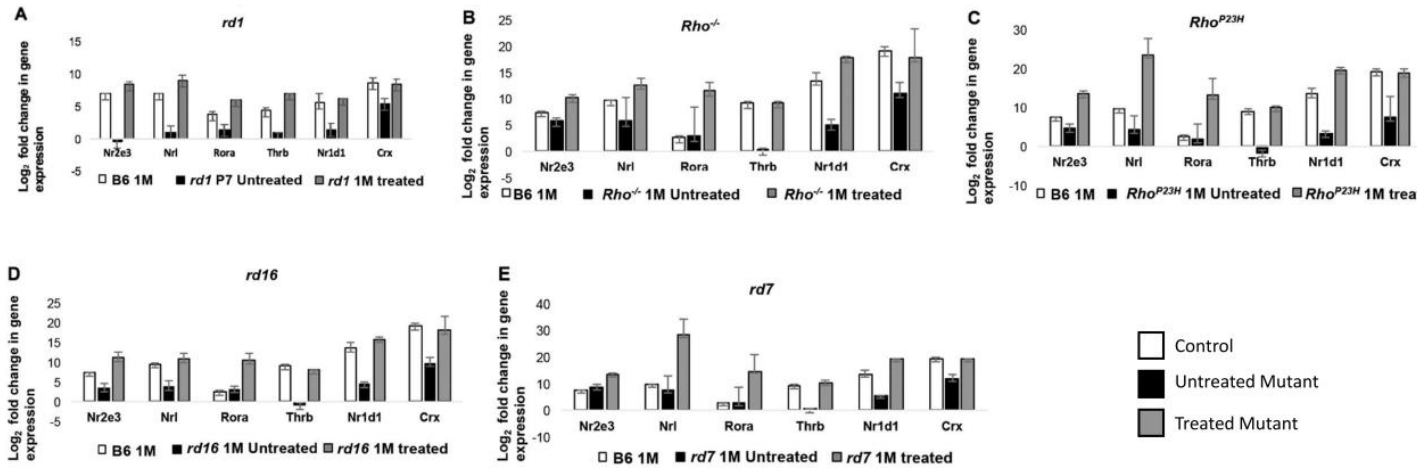 A
rd1
Log2 fold change in gene expression
15
10
5
0
-5
Nr2e3 Nrl Rora Thrb Nr1d1 Crx
B6 1M rd1 P7 Untreated rd1 1M treated
B
Rho-/-
Log2 fold change in gene expression
25
20
15
10
5
0
-5
Nr2e3 Nrl Rora Thrb Nr1d1 Crx
B6 1M Rho-/- 1M Untreated Rho-/- 1M treated
C
RhoP23H
Log2 fold change in gene expression
30
20
10
0
-10
Nr2e3 Nrl Rora Thrb Nr1d1 Crx
B6 1M RhoP23H 1M Untreated RhoP23H 1M trea
D
rd16
Log2 fold change in gene expression
25
20
15
10
5
0
-5
Nr2e3 Nrl Rora Thrb Nr1d1 Crx
B6 1M rd16 1M Untreated rd16 1M treated
E
rd7
Log2 fold change in gene expression
40
30
20
10
0
-10
Nr2e3 Nrl Rora Thrb Nr1d1 Crx
B6 1M rd7 1M Untreated rd7 1M treated
Control
Untreated Mutant
Treated Mutant